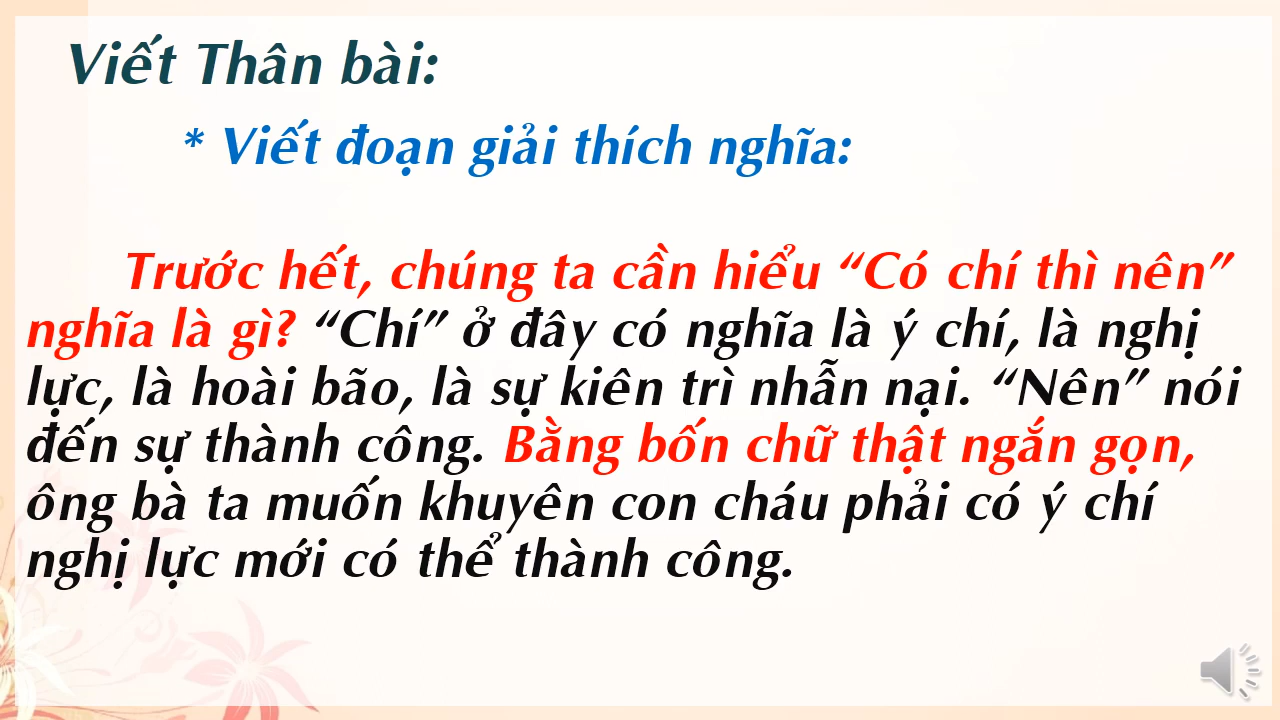 Viết Thân bài:
* Viết đoạn giải thích nghĩa:
Trước hết, chúng ta cần hiểu “Có chí thì nên”
nghĩa là gì? “Chí” ở đây có nghĩa là ý chí, là nghị
lực, là hoài bão, là sự kiên trì nhẫn nại. “Nên” nói
đến sự thành công. Bằng bốn chữ thật ngắn gọn,
ông bà ta muốn khuyên con cháu phải có ý chí
nghị lực mới có thể thành công.